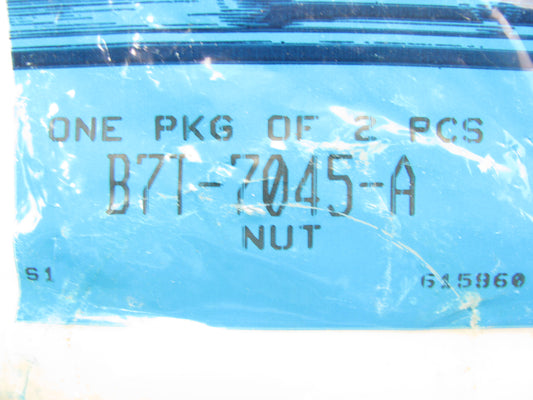 ONE PKG OF 2 PCS
B7T-7045-A
NUT
S1 615860